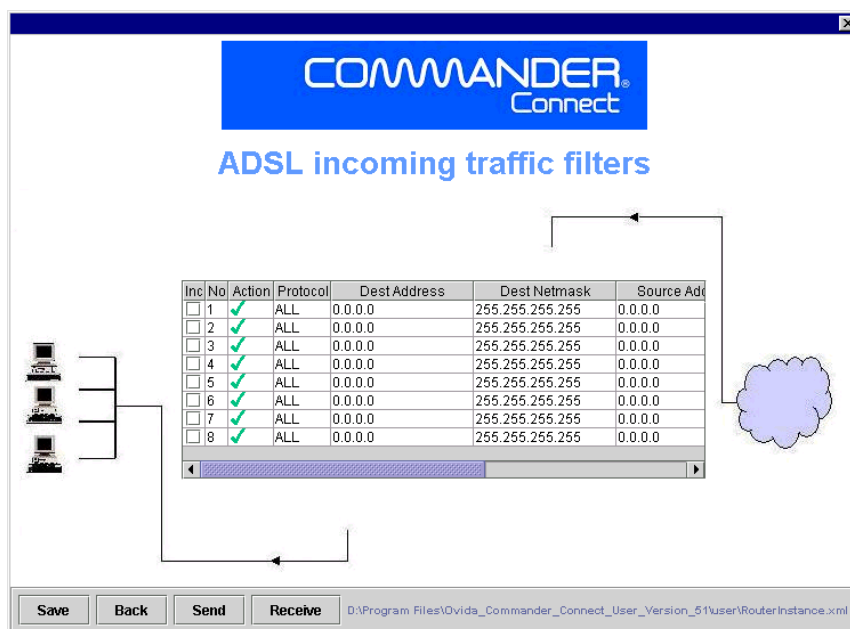 COMMANDER®
Connect
ADSL incoming traffic filters
Inc No Action Protocol Dest Address Dest Netmask Source Add
1 ALL 0.0.0.0 255.255.255.255 0.0.0.0
2 ALL 0.0.0.0 255.255.255.255 0.0.0.0
3 ALL 0.0.0.0 255.255.255.255 0.0.0.0
4 ALL 0.0.0.0 255.255.255.255 0.0.0.0
5 ALL 0.0.0.0 255.255.255.255 0.0.0.0
6 ALL 0.0.0.0 255.255.255.255 0.0.0.0
7 ALL 0.0.0.0 255.255.255.255 0.0.0.0
8 ALL 0.0.0.0 255.255.255.255 0.0.0.0
Save Back Send Receive D:\Program Files\Ovida_Commander_Connect_User_Version_51\user\RouterInstance.xml